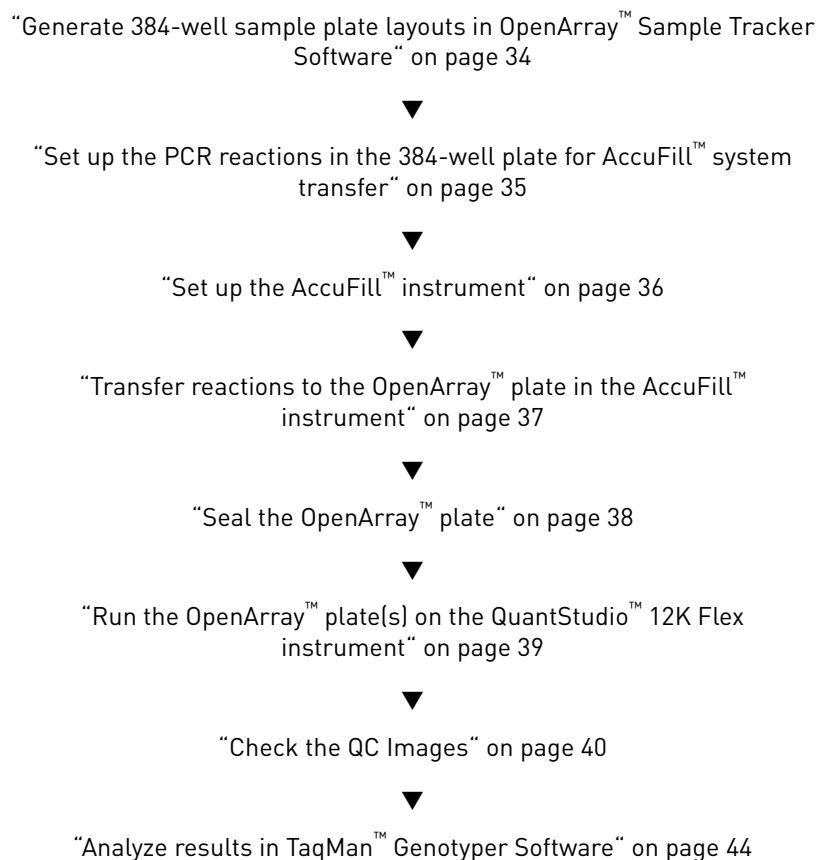 “Generate 384-well sample plate layouts in OpenArray™ Sample Tracker
Software“ on page 34
▼
“Set up the PCR reactions in the 384-well plate for AccuFill™ system
transfer“ on page 35
▼
“Set up the AccuFill™ instrument“ on page 36
▼
“Transfer reactions to the OpenArray™ plate in the AccuFill™
instrument“ on page 37
▼
“Seal the OpenArray™ plate“ on page 38
▼
“Run the OpenArray™ plate(s) on the QuantStudio™ 12K Flex
instrument“ on page 39
▼
“Check the QC Images“ on page 40
▼
“Analyze results in TaqMan™ Genotyper Software“ on page 44